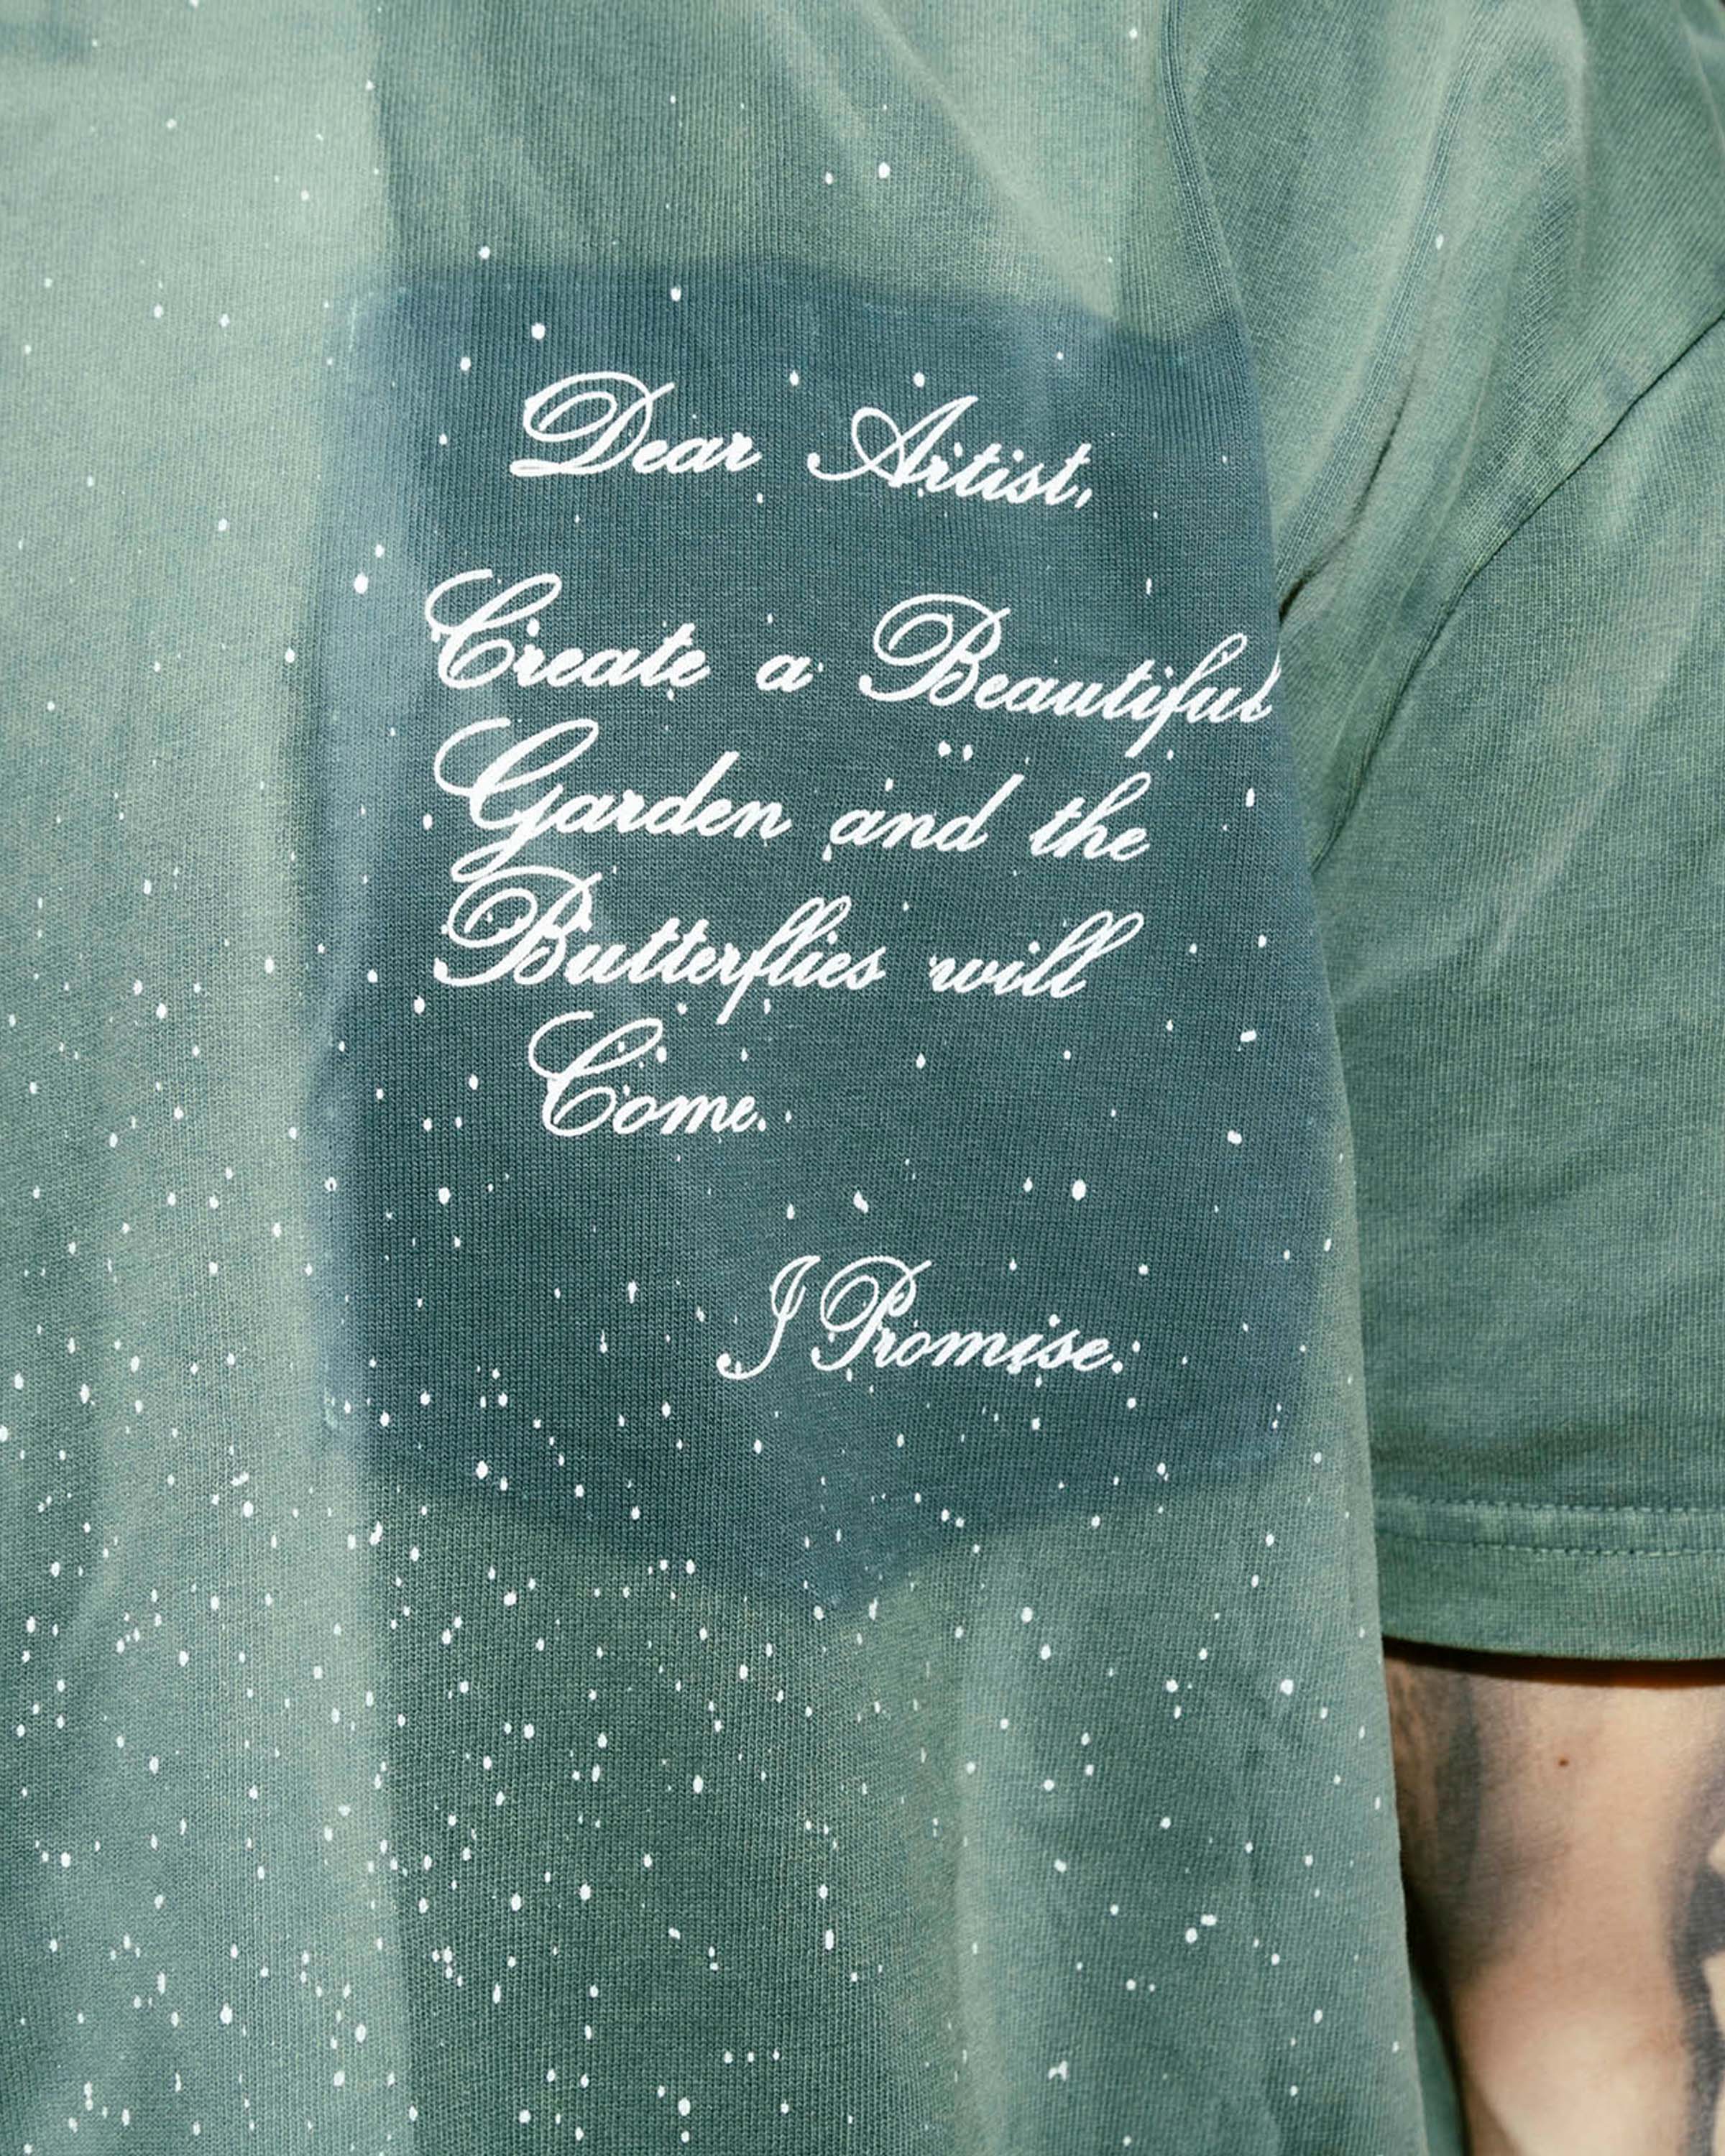 Dear Artist,
Create a Beautiful
Garden and the
Butterflies will
Come.
I Promise.